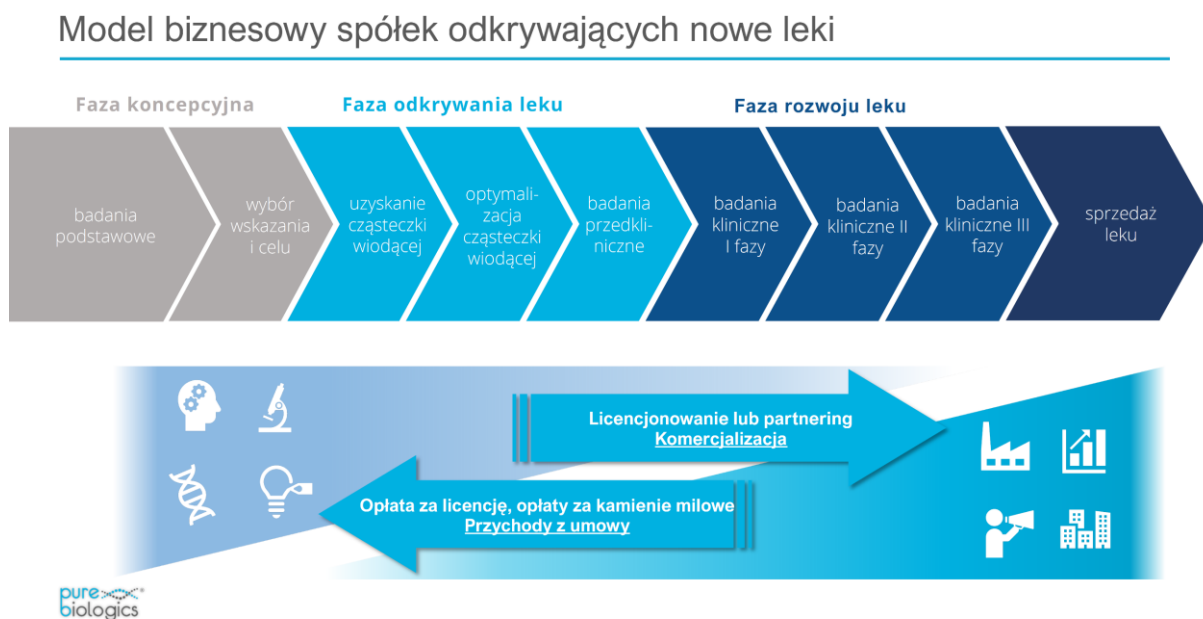 Model biznesowy spółek odkrywających nowe leki
Faza koncepcyjna
Faza odkrywania leku
Faza rozwoju leku
badania
podstawowe
wybór
wskazania
i celu
uzyskanie
cząsteczki
wiodącej
optymali-
zacja
cząsteczki
wiodącej
badania
przedkli-
niczne
badania
kliniczne
I fazy
badania
kliniczne II
fazy
badania
kliniczne III
fazy
sprzedaż
leku
Licencjonowanie lub partnering
Komercjalizacja
Opłata za licencję, opłaty za kamienie milowe
Przychody z umowy
pure
biologics